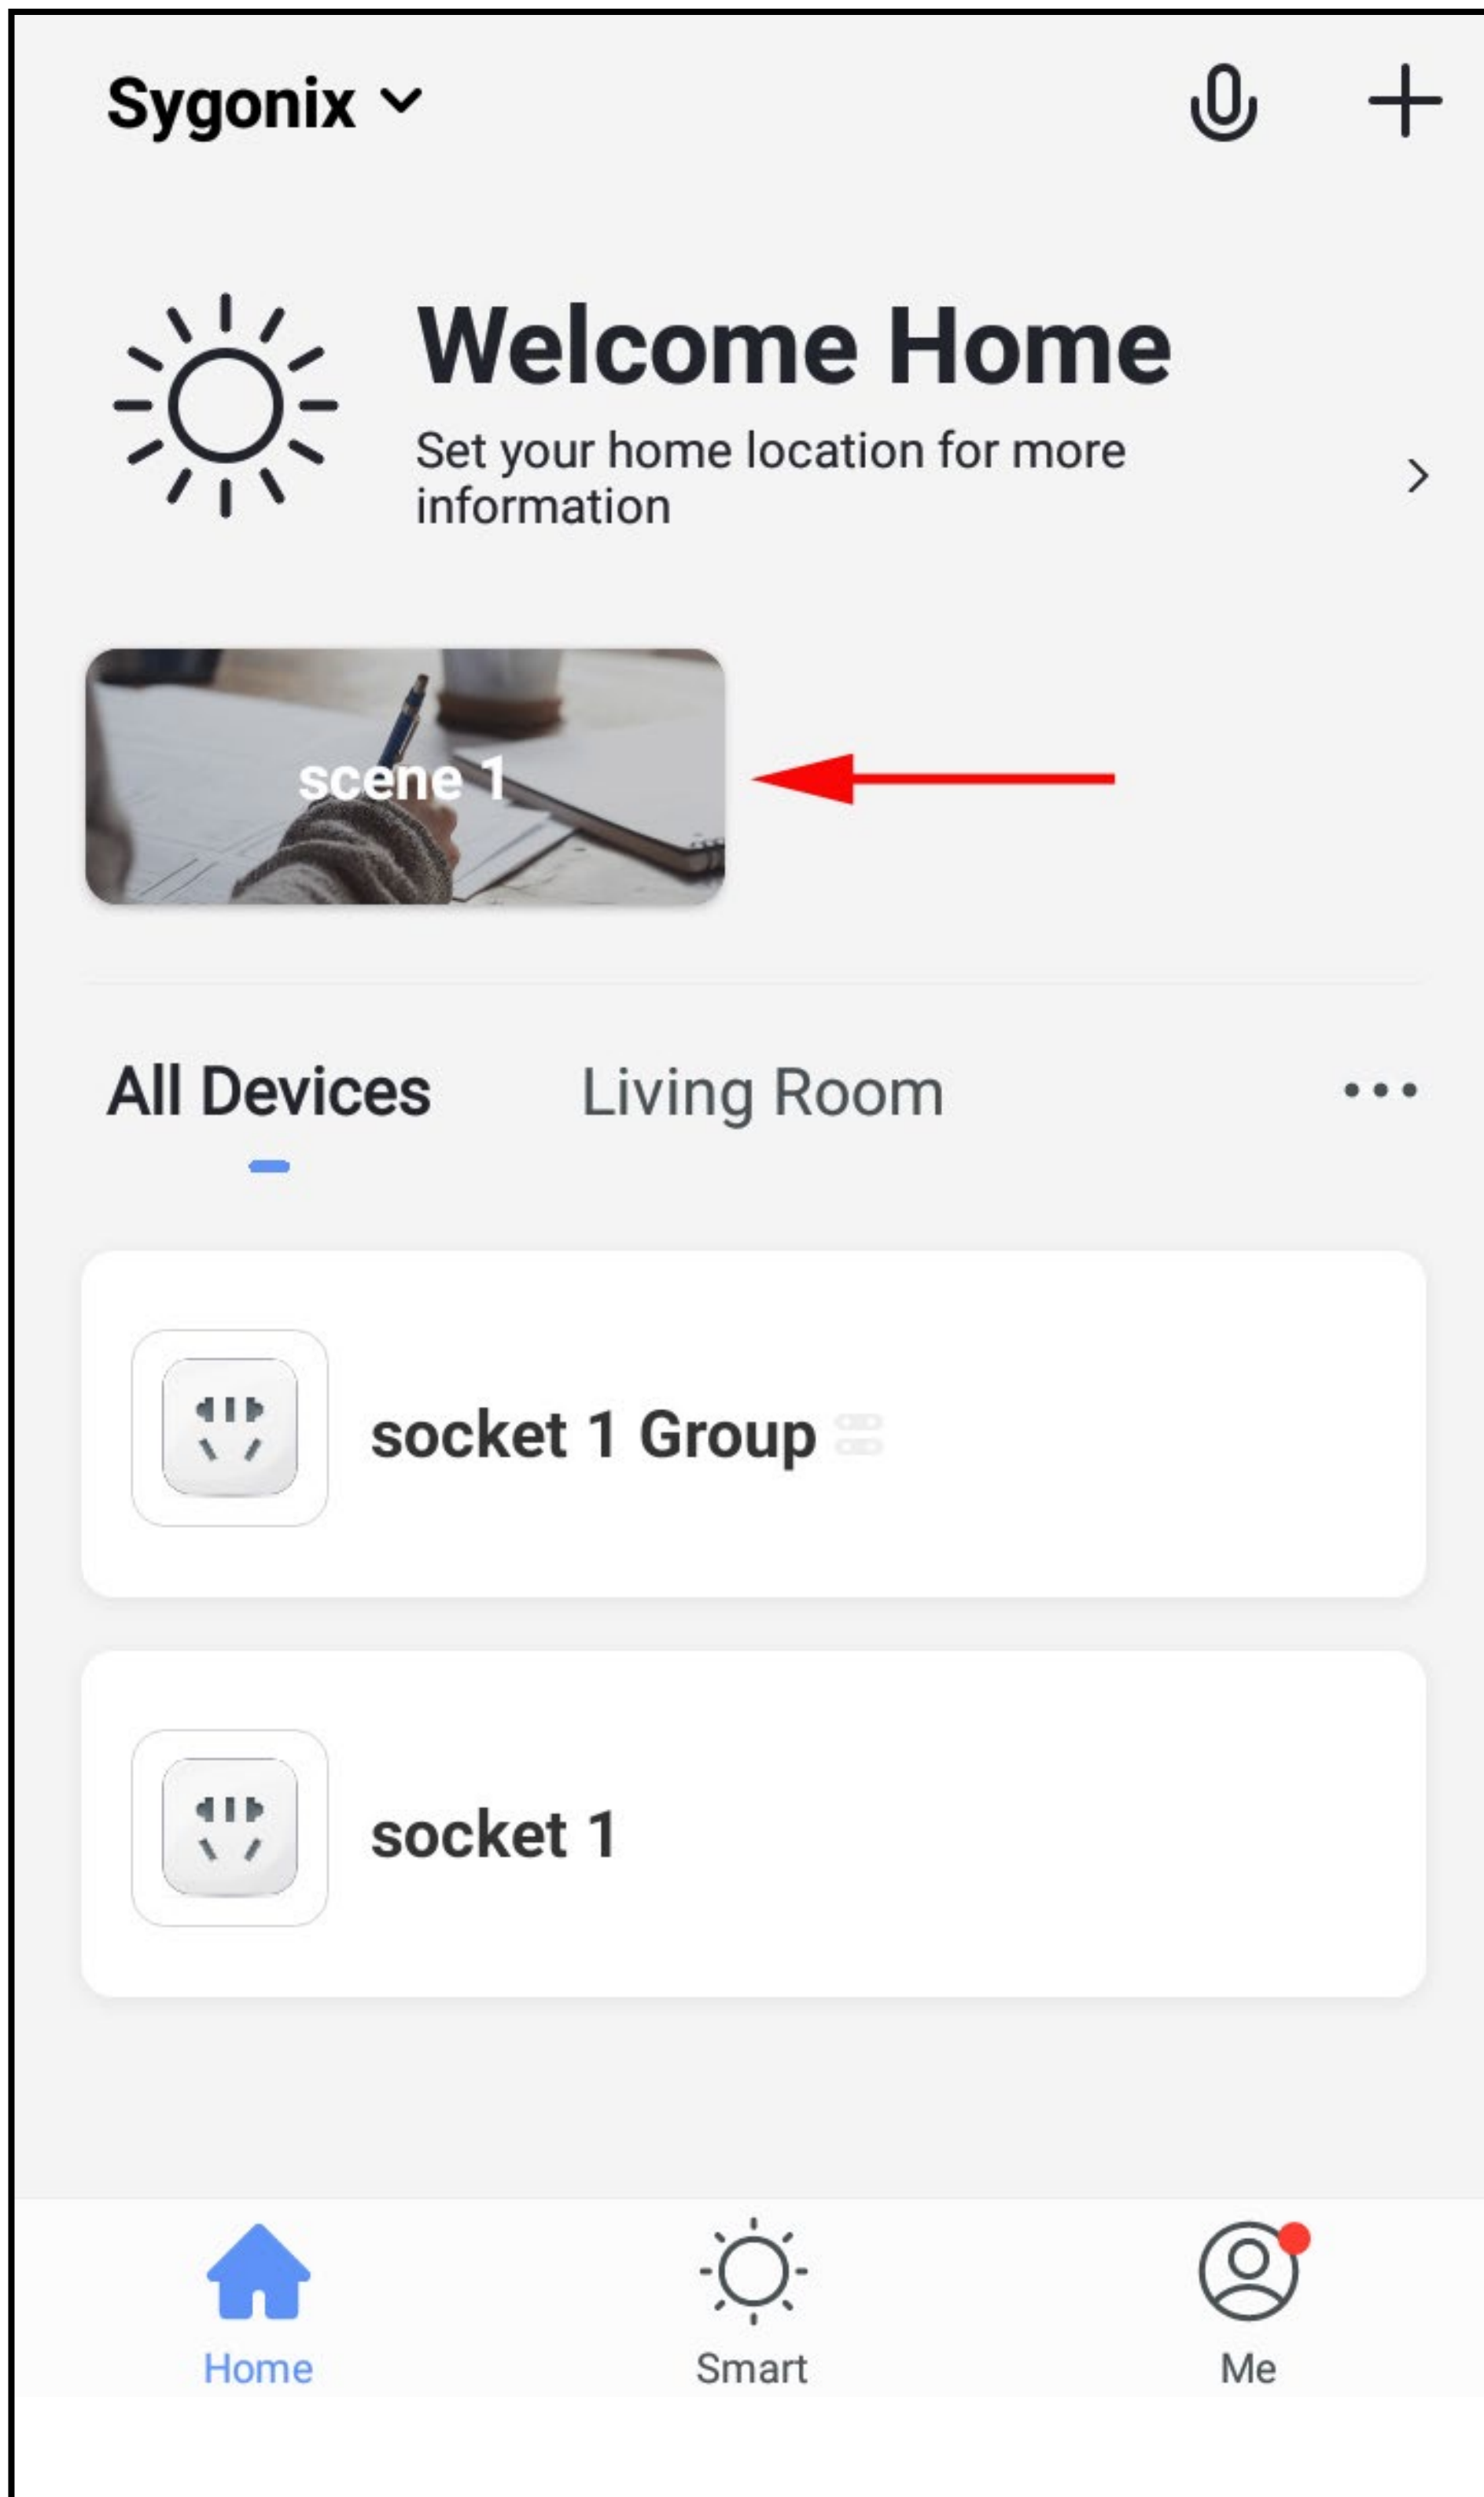 Sygonix
Welcome Home
Set your home location for more
information
scene 1
All Devices
Living Room
socket 1 Group
socket 1
Home
Smart
Me